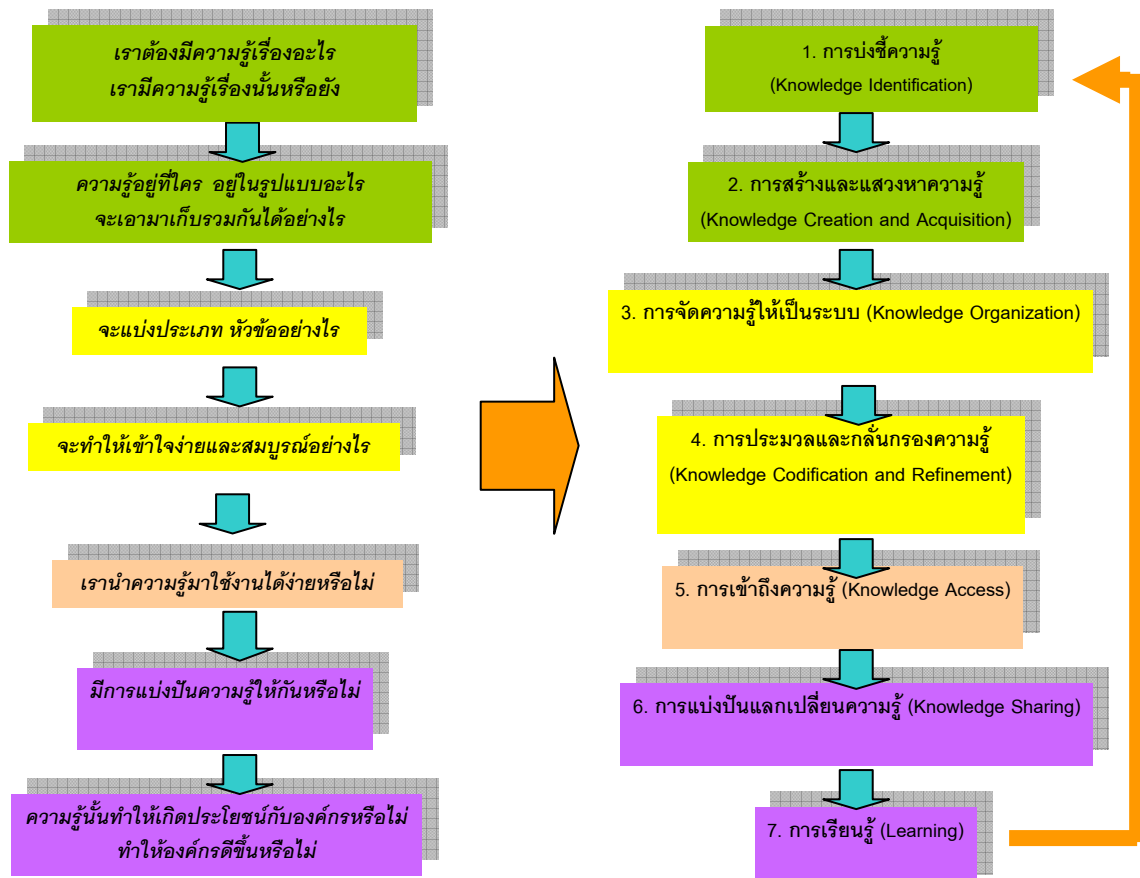 เราต้องมีความรู้เรื่องอะไร
เรามีความรู้เรื่องนั้นหรือยัง
ความรู้อยู่ที่ใคร อยู่ในรูปแบบอะไร
จะเอามาเก็บรวมกันได้อย่างไร
จะแบ่งประเภท หัวข้ออย่างไร
จะทำให้เข้าใจง่ายและสมบูรณ์อย่างไร
เรานำความรู้มาใช้งานได้ง่ายหรือไม่
มีการแบ่งปันความรู้ให้กันหรือไม่
ความรู้นั้นทำให้เกิดประโยชน์กับองค์กรหรือไม่
ทำให้องค์กรดีขึ้นหรือไม่
1. การบ่งชี้ความรู้
(Knowledge Identification)
2. การสร้างและแสวงหาความรู้
(Knowledge Creation and Acquisition)
3. การจัดความรู้ให้เป็นระบบ (Knowledge Organization)
4. การประมวลและกลั่นกรองความรู้
(Knowledge Codification and Refinement)
5. การเข้าถึงความรู้ (Knowledge Access)
6. การแบ่งปันแลกเปลี่ยนความรู้ (Knowledge Sharing)
7. การเรียนรู้ (Learning)